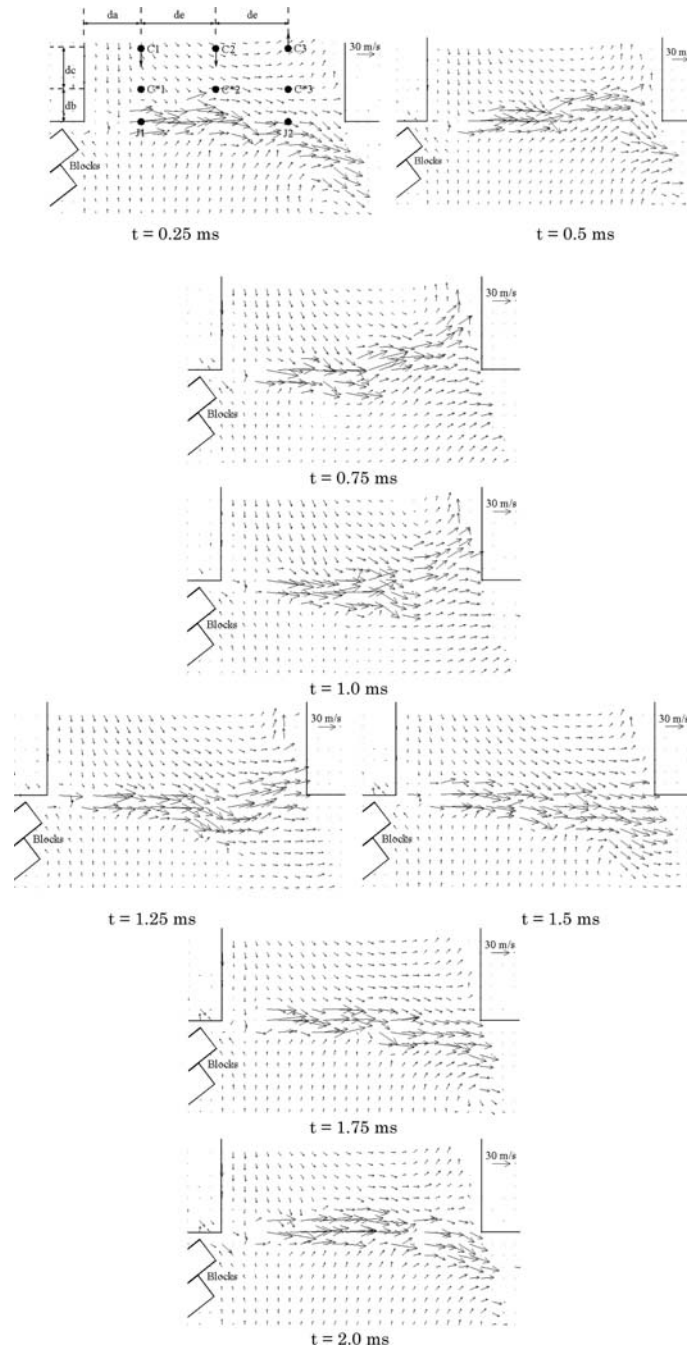 da de de
30 m/s
C1 C2 C3
dc
C*1 C*2 C*3
db
J1 J2
Blocks
t = 0.25 ms
30 m/s
Blocks
t = 0.5 ms
30 m/s
Blocks
t = 0.75 ms
30 m/s
Blocks
t = 1.0 ms
30 m/s
Blocks
t = 1.25 ms
30 m/s
Blocks
t = 1.5 ms
30 m/s
Blocks
t = 1.75 ms
30 m/s
Blocks
t = 2.0 ms